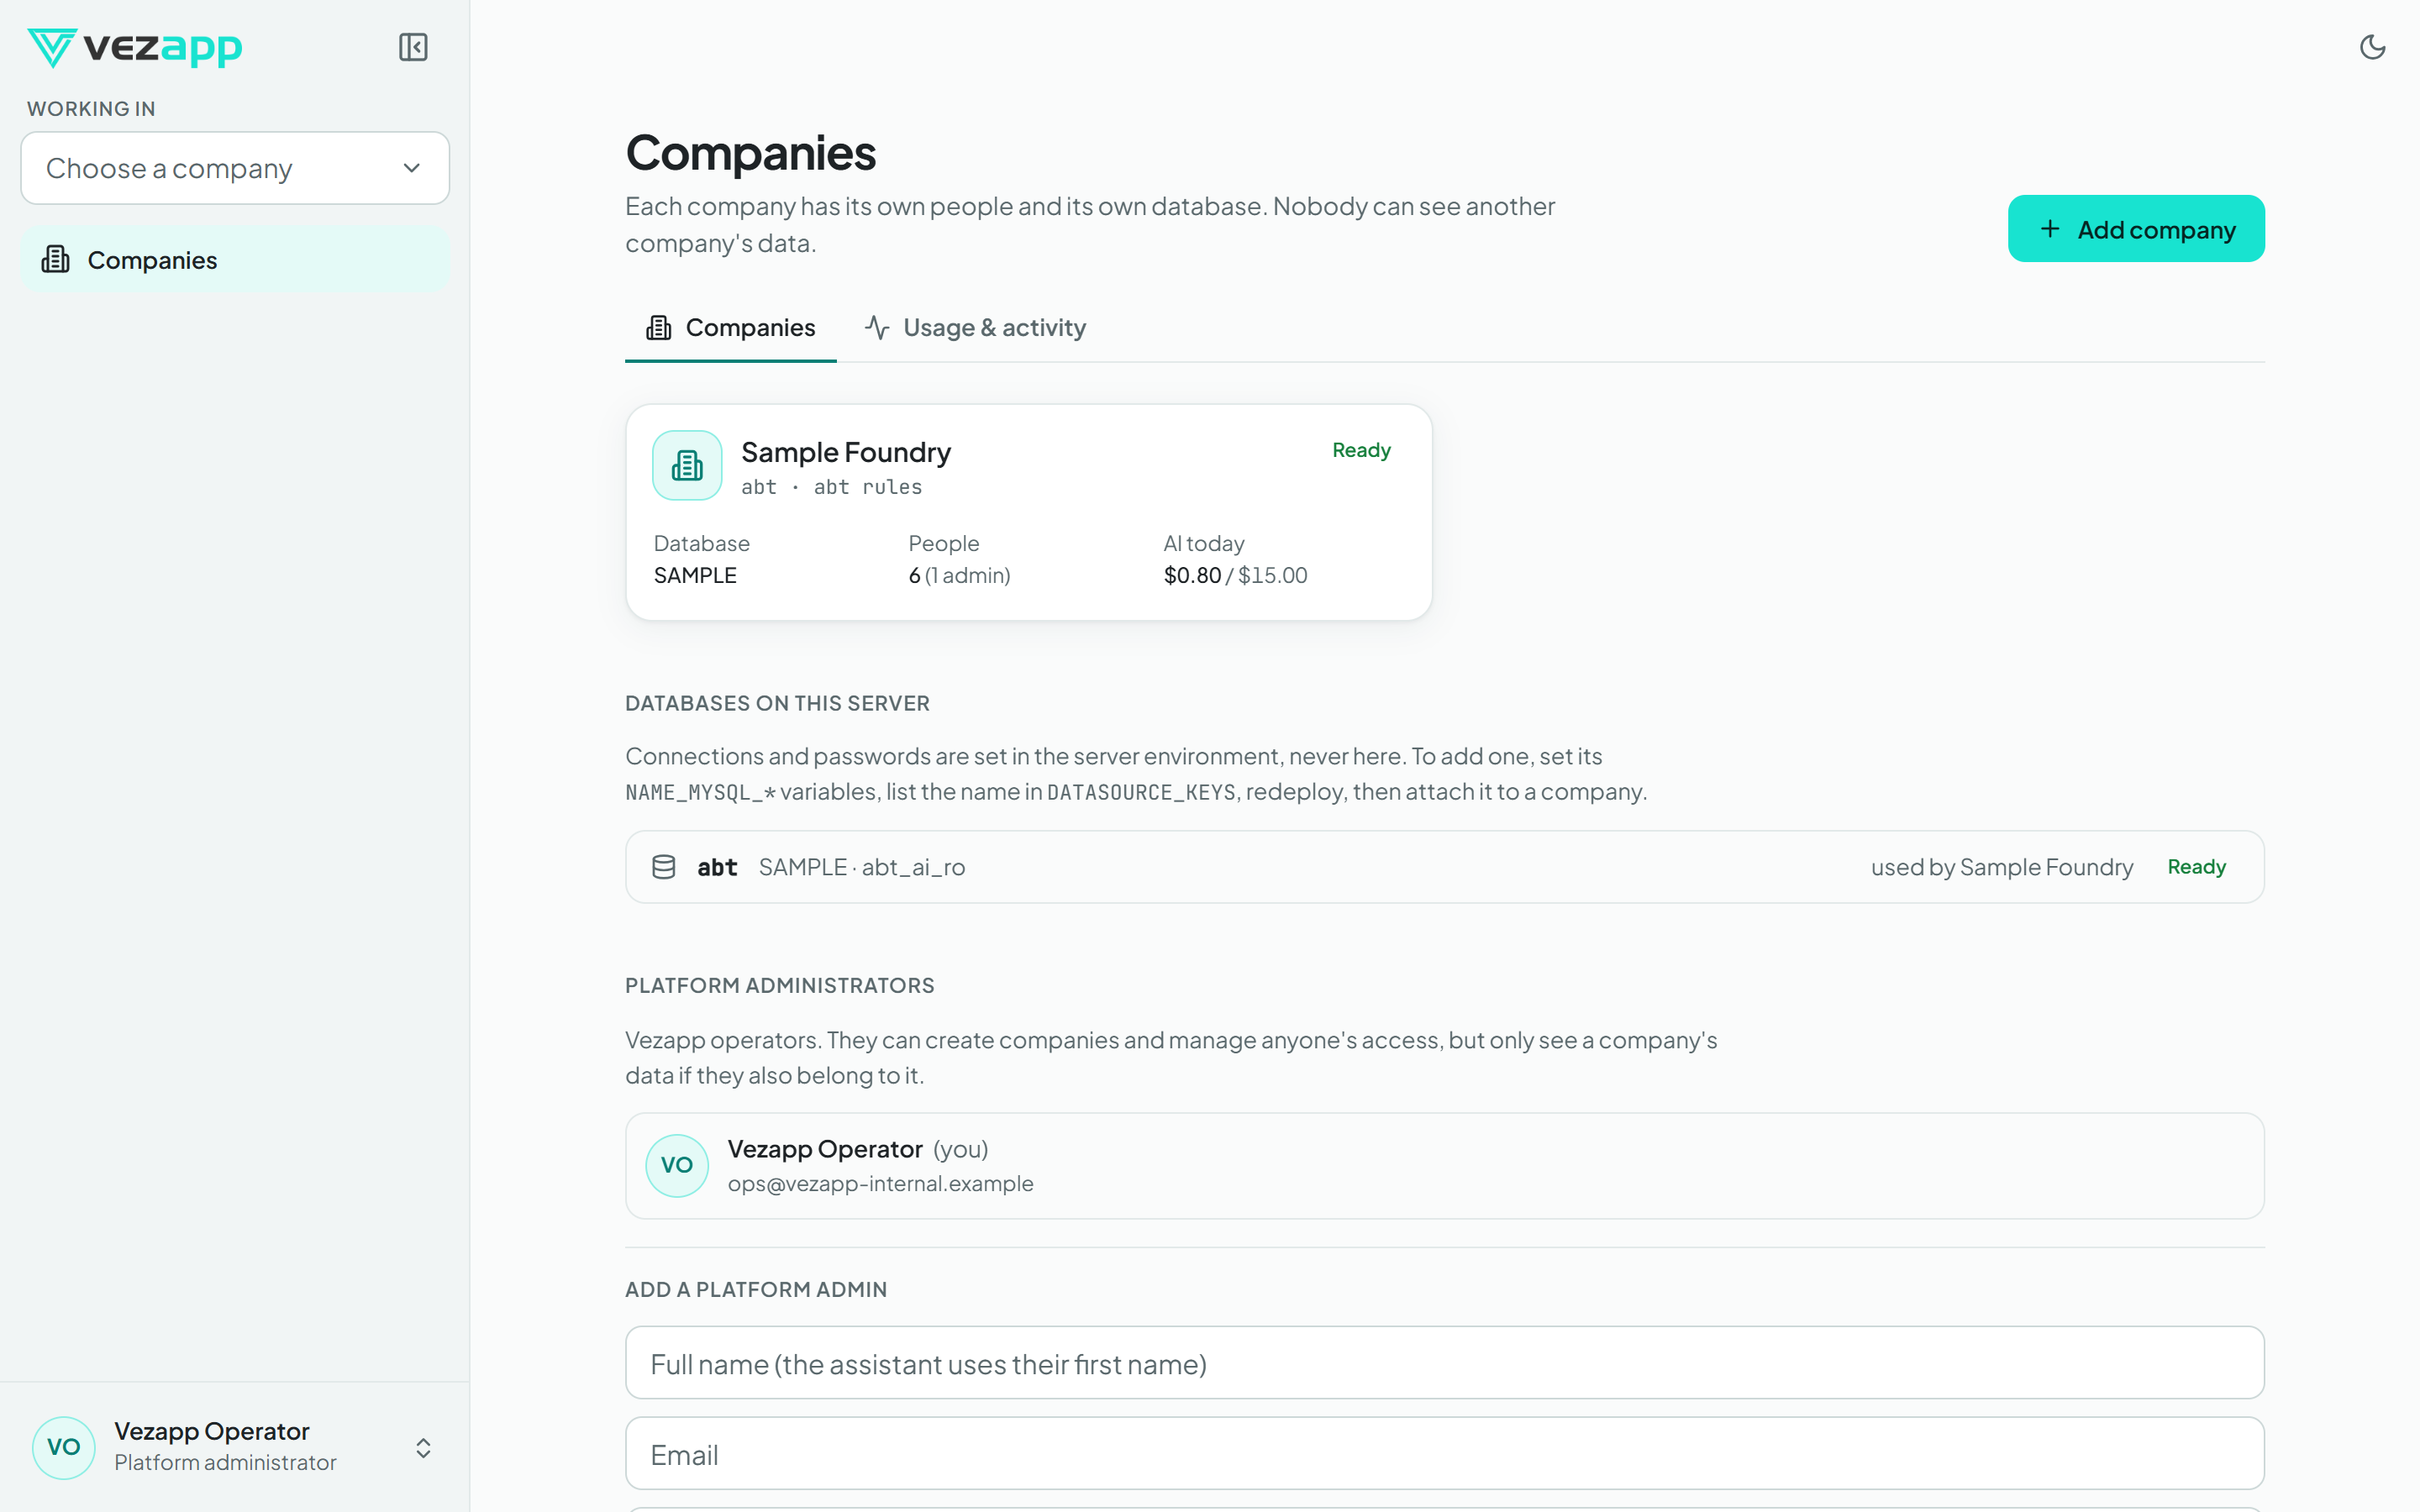 vezapp
WORKING IN
Choose a company
Companies
Vezapp Operator
Platform administrator
VO
Companies
Each company has its own people and its own database. Nobody can see another
company's data.
Add company
Companies
Usage & activity
Sample Foundry
Ready
abt · abt rules
Database
People
AI today
SAMPLE
6 (1 admin)
$0.80 / $15.00
DATABASES ON THIS SERVER
Connections and passwords are set in the server environment, never here. To add one, set its
NAME_MYSQL_* variables, list the name in DATASOURCE_KEYS, redeploy, then attach it to a company.
abt SAMPLE · abt_ai_ro
used by Sample Foundry Ready
PLATFORM ADMINISTRATORS
Vezapp operators. They can create companies and manage anyone's access, but only see a company's
data if they also belong to it.
VO
Vezapp Operator (you)
ops@vezapp-internal.example
ADD A PLATFORM ADMIN
Full name (the assistant uses their first name)
Email